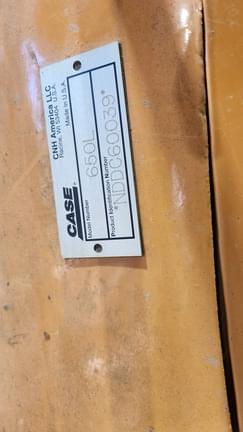 CNH America LLC
Racine, WI 53404 U.S.A.
Made in U.S.A.
CASE
Model Number
650L
Product Identification Number
*NDDC60039*